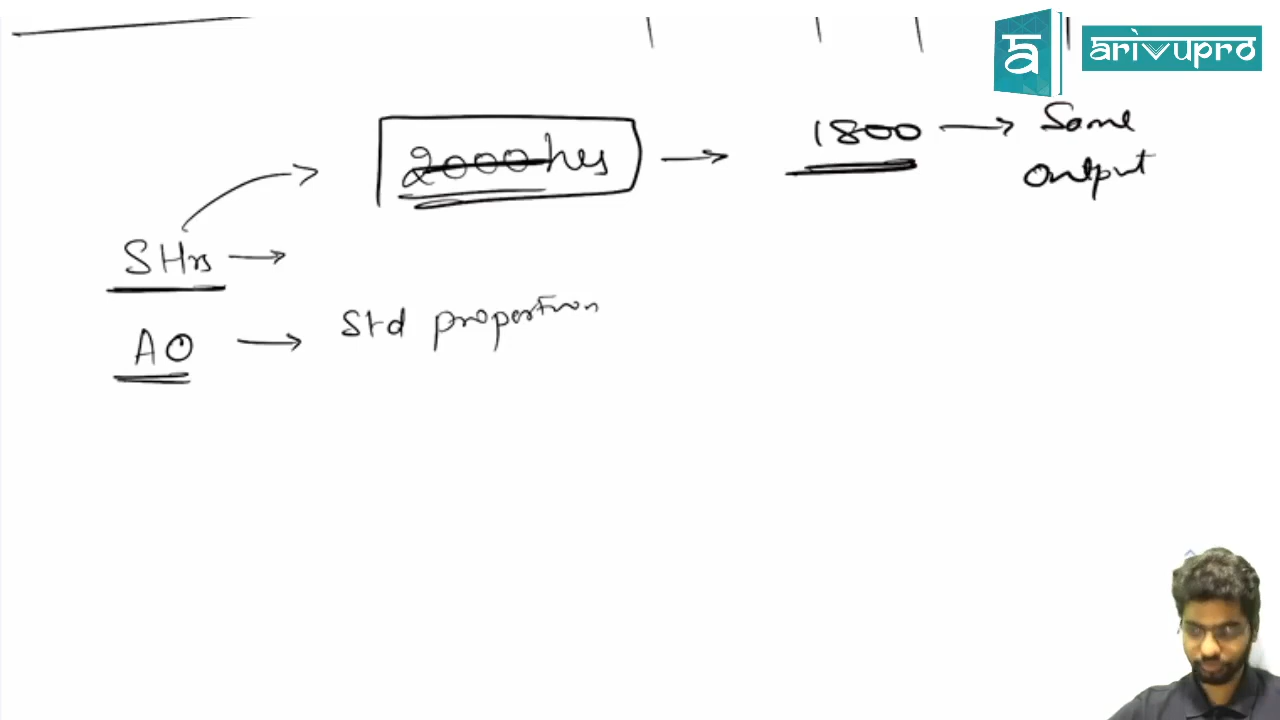 arivupro
2000hrs → 1800 → Same
output
SHrs →
AO → Std proportion